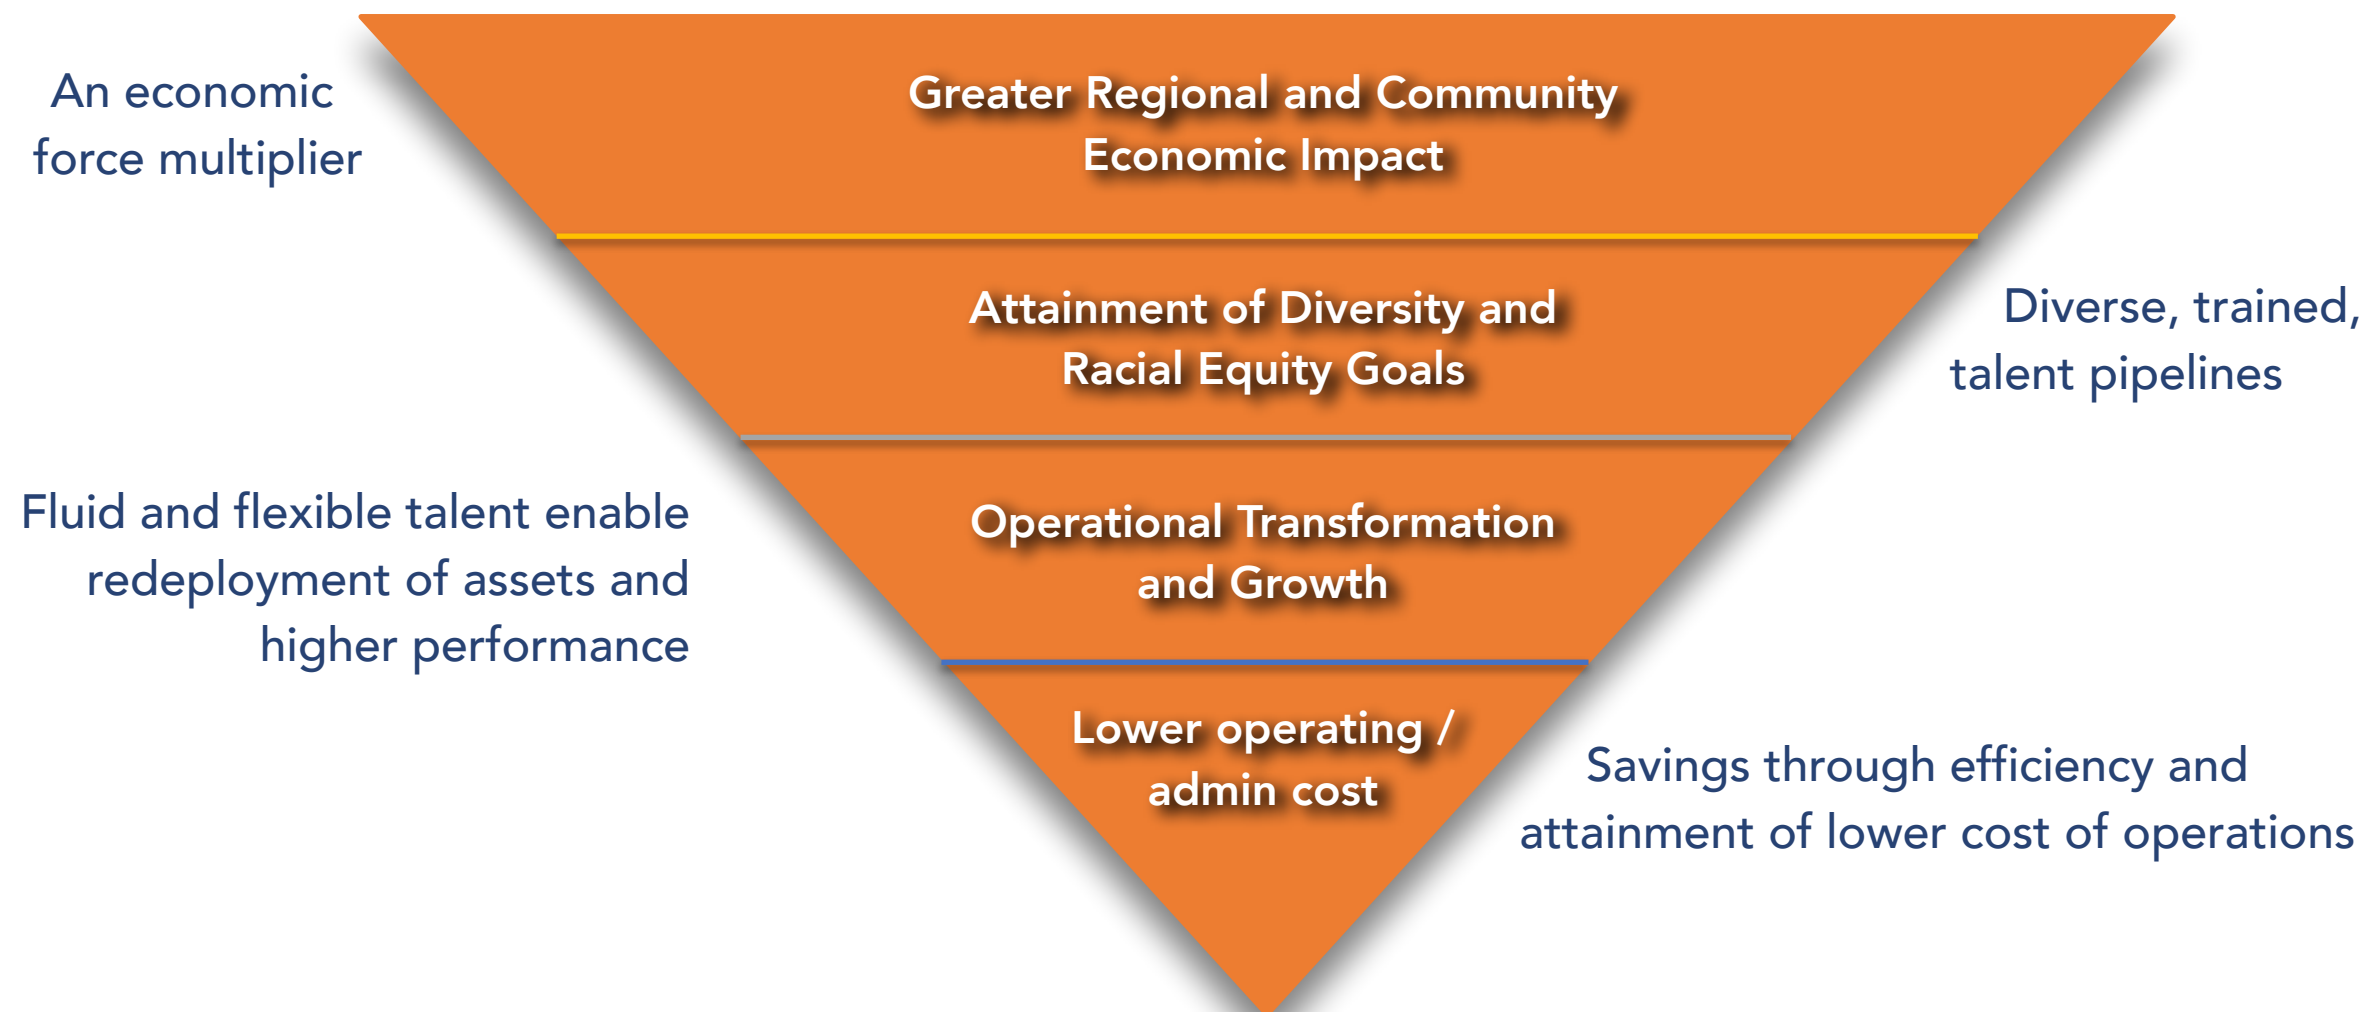 An economic
force multiplier
Greater Regional and Community
Economic Impact
Attainment of Diversity and
Racial Equity Goals
Diverse, trained,
talent pipelines
Fluid and flexible talent enable
redeployment of assets and
higher performance
Operational Transformation
and Growth
Lower operating /
admin cost
Savings through efficiency and
attainment of lower cost of operations